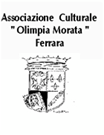 Associazione Culturale
" Olimpia Morata "
Ferrara